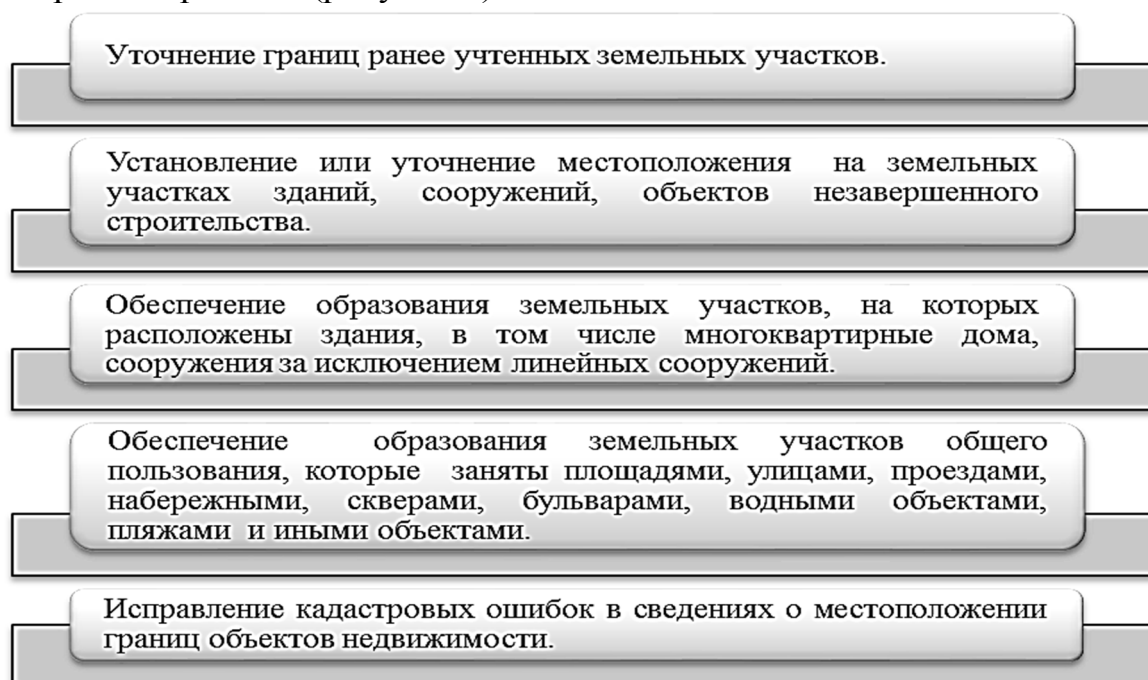 Уточнение границ ранее учтенных земельных участков.
Установление или уточнение местоположения на земельных
участках зданий, сооружений, объектов незавершенного
строительства.
Обеспечение образования земельных участков, на которых
расположены здания, в том числе многоквартирные дома,
сооружения за исключением линейных сооружений.
Обеспечение образования земельных участков общего
пользования, которые заняты площадями, улицами, проездами,
набережными, скверами, бульварами, водными объектами,
пляжами и иными объектами.
Исправление кадастровых ошибок в сведениях о местоположении
границ объектов недвижимости.